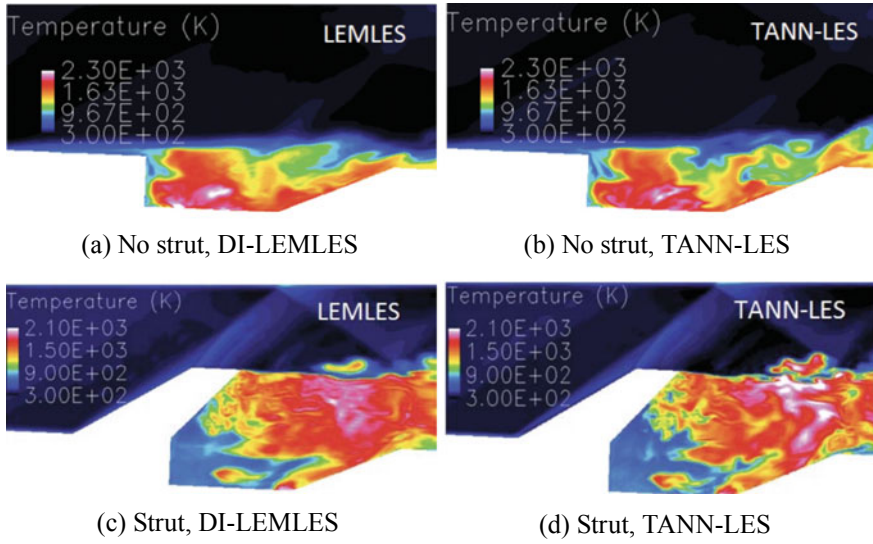 Temperature (K)
LEMLES
2.30E+03
1.63E+03
9.67E+02
3.00E+02
(a) No strut, DI-LEMLES
Temperature (K)
TANN-LES
2.30E+03
1.63E+03
9.67E+02
3.00E+02
(b) No strut, TANN-LES
Temperature (K)
LEMLES
2.10E+03
1.50E+03
9.00E+02
3.00E+02
(c) Strut, DI-LEMLES
Temperature (K)
TANN-LES
2.10E+03
1.50E+03
9.00E+02
3.00E+02
(d) Strut, TANN-LES